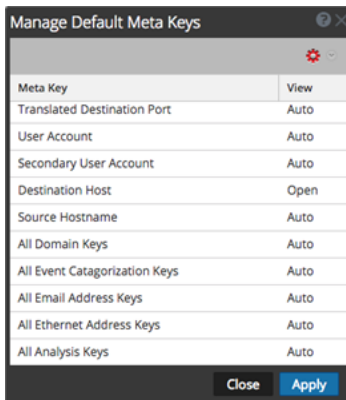 Manage Default Meta Keys
Meta Key View
Translated Destination Port Auto
User Account Auto
Secondary User Account Auto
Destination Host Open
Source Hostname Auto
All Domain Keys Auto
All Event Catagorization Keys Auto
All Email Address Keys Auto
All Ethernet Address Keys Auto
All Analysis Keys Auto
Close Apply